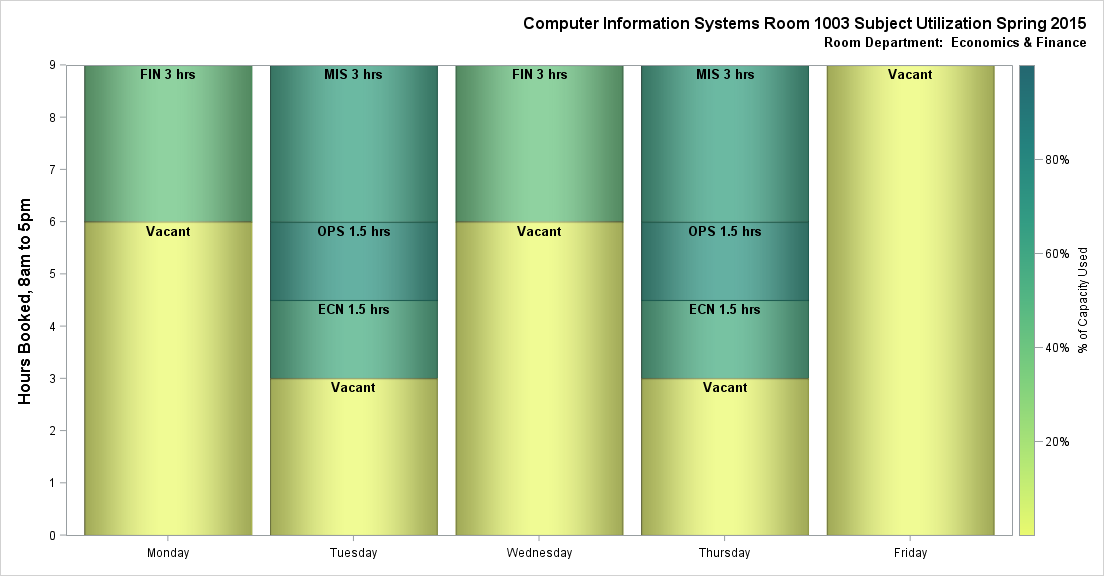 Computer Information Systems Room 1003 Subject Utilization Spring 2015
Room Department:  Economics & Finance
Hours Booked, 8am to 5pm
9
8
7
6
5
4
3
2
1
0
FIN 3 hrs
Vacant
MIS 3 hrs
OPS 1.5 hrs
ECN 1.5 hrs
Vacant
FIN 3 hrs
Vacant
MIS 3 hrs
OPS 1.5 hrs
ECN 1.5 hrs
Vacant
Vacant
Monday
Tuesday
Wednesday
Thursday
Friday
80%
60%
40%
20%
% of Capacity Used